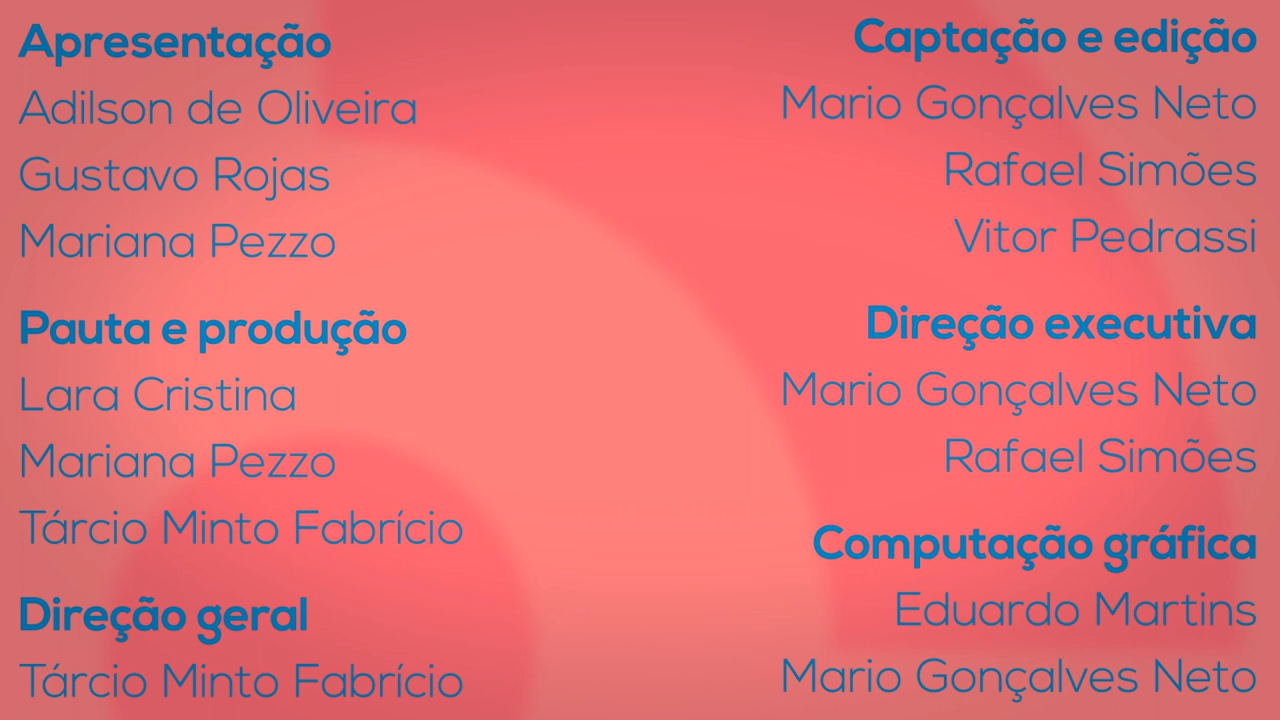 Apresentação
Adilson de Oliveira
Gustavo Rojas
Mariana Pezzo
Pauta e produção
Lara Cristina
Mariana Pezzo
Tárcio Minto Fabrício
Direção geral
Tárcio Minto Fabrício
Captação e edição
Mario Gonçalves Neto
Rafael Simões
Vitor Pedrassi
Direção executiva
Mario Gonçalves Neto
Rafael Simões
Computação gráfica
Eduardo Martins
Mario Gonçalves Neto